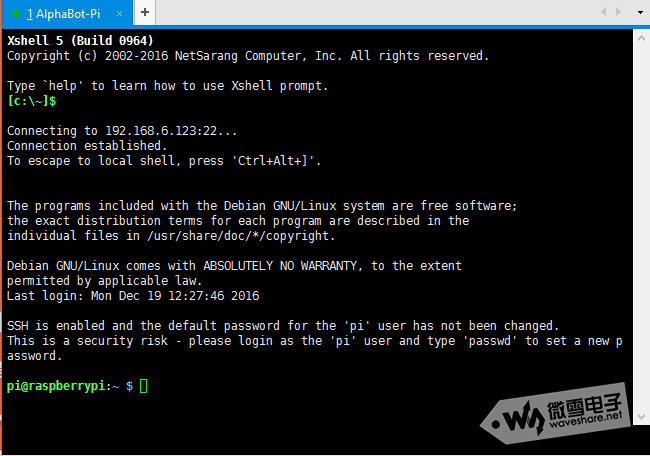 1 AlphaBot-Pi
Xshell 5 (Build 0964)
Copyright (c) 2002-2016 NetSarang Computer, Inc. All rights reserved.
Type `help' to learn how to use Xshell prompt.
[c:\~]$
Connecting to 192.168.6.123:22...
Connection established.
To escape to local shell, press 'Ctrl+Alt+]'.
The programs included with the Debian GNU/Linux system are free software;
the exact distribution terms for each program are described in the
individual files in /usr/share/doc/*/copyright.
Debian GNU/Linux comes with ABSOLUTELY NO WARRANTY, to the extent
permitted by applicable law.
Last login: Mon Dec 19 12:27:46 2016
SSH is enabled and the default password for the 'pi' user has not been changed.
This is a security risk - please login as the 'pi' user and type 'passwd' to set a new p
assword.
pi@raspberrypi:~ $
微雪电子
waveshare.net